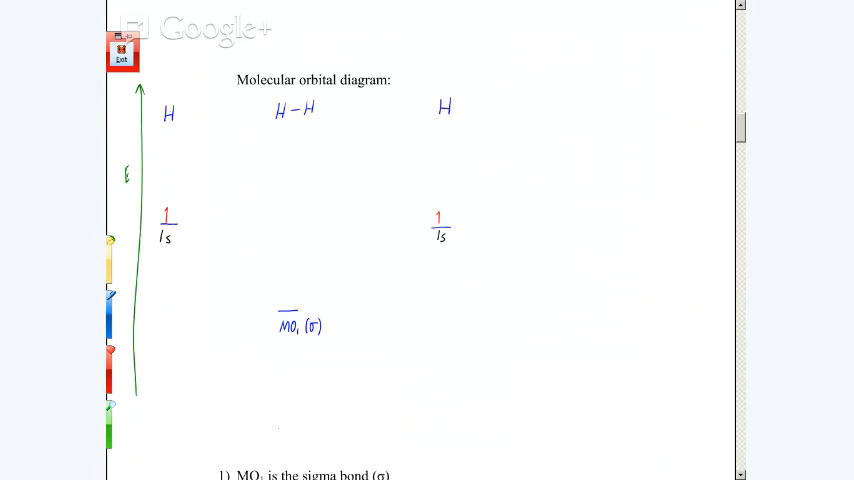 Google+
Exit
Molecular orbital diagram:
H H-H H
E
1 1
1s 1s
MO₁ (σ)
1) MO₁ is the sigma bond (σ)